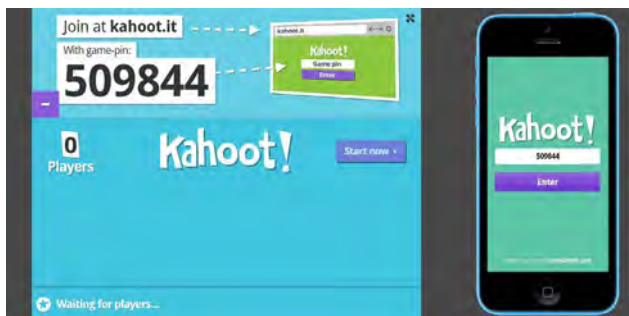 Join at kahoot.it
With game-pin:
509844
kahoot.it
Kahoot!
Game pin
Enter
0
Players
Kahoot!
Start now ›
Waiting for players...
Kahoot!
509844
Enter